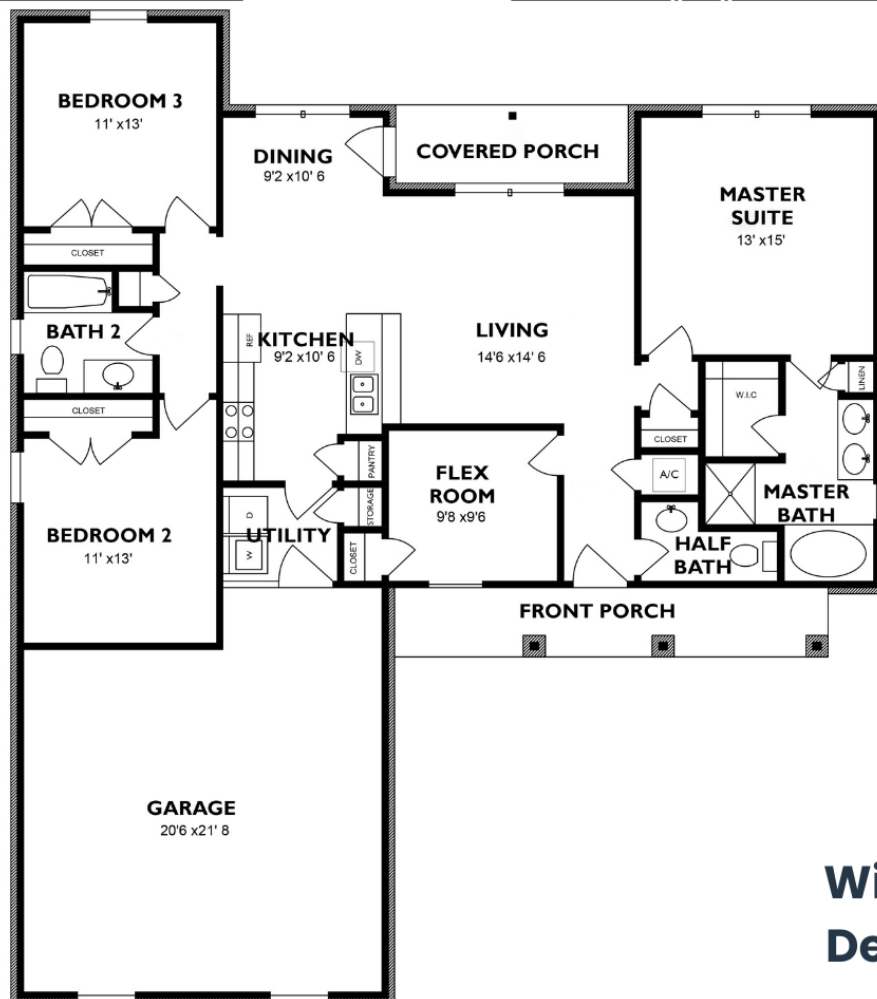 BEDROOM 3
11' x13'
CLOSET
DINING
9'2 x10' 6
COVERED PORCH
MASTER
SUITE
13' x15'
BATH 2
REF
KITCHEN
9'2 x10' 6
DW
LIVING
14'6 x14' 6
CLOSET
W.I.C
LINEN
CLOSET
PANTRY
FLEX
ROOM
9'8 x9'6
A/C
MASTER
BATH
BEDROOM 2
11' x13'
D
W
UTILITY
STORAGE
CLOSET
HALF
BATH
FRONT PORCH
GARAGE
20'6 x21' 8
Wi
De